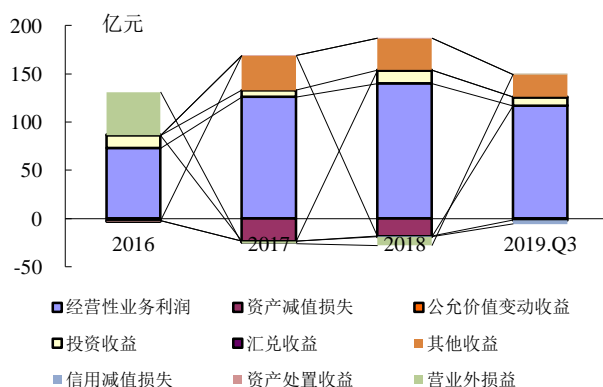 亿元
200
150
100
50
0
-50
2016 2017 2018 2019.Q3
经营性业务利润 资产减值损失 公允价值变动收益
投资收益 汇兑收益 其他收益
信用减值损失 资产处置收益 营业外损益